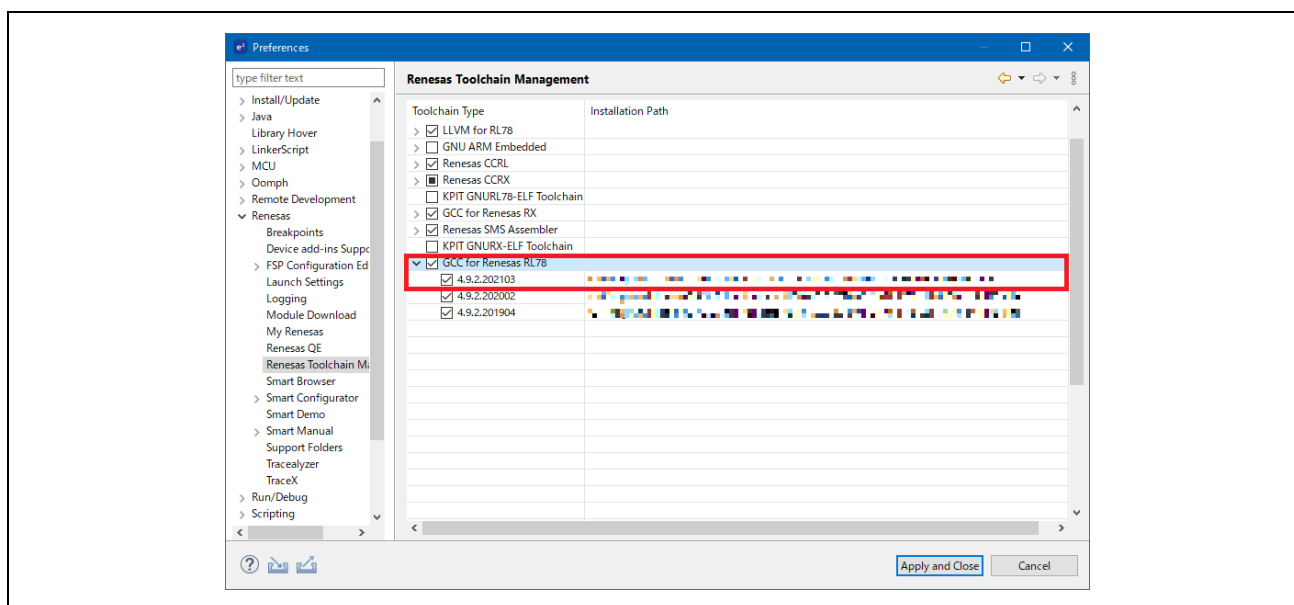 e² Preferences
type filter text
Renesas Toolchain Management
Install/Update
Java
Library Hover
LinkerScript
MCU
Oomph
Remote Development
Renesas
Breakpoints
Device add-ins Suppc
FSP Configuration Ed
Launch Settings
Logging
Module Download
My Renesas
Renesas QE
Renesas Toolchain Ma
Smart Browser
Smart Configurator
Smart Demo
Smart Manual
Support Folders
Tracealyzer
TraceX
Run/Debug
Scripting
Toolchain Type Installation Path
LLVM for RL78
GNU ARM Embedded
Renesas CCRL
Renesas CCRX
KPIT GNURL78-ELF Toolchain
GCC for Renesas RX
Renesas SMS Assembler
KPIT GNURX-ELF Toolchain
GCC for Renesas RL78
4.9.2.202103
4.9.2.202002
4.9.2.201904
Apply and Close Cancel